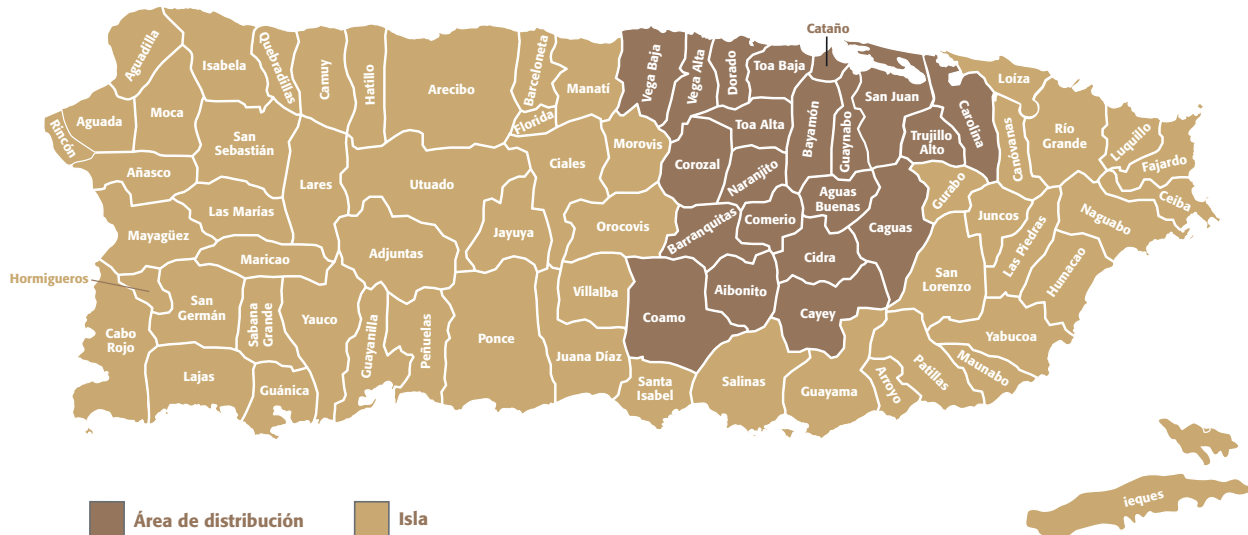 Cataño
Aguadilla
Isabela
Quebradillas
Camuy
Hatillo
Arecibo
Barceloneta
Manatí
Vega Baja
Vega Alta
Dorado
Toa Baja
San Juan
Carolina
Loíza
Rincón
Aguada
Moca
San
Sebastián
Florida
Ciales
Morovis
Corozal
Toa Alta
Naranjito
Bayamón
Guaynabo
Trujillo
Alto
Canóvanas
Río
Grande
Luquillo
Fajardo
Ceiba
Añasco
Lares
Utuado
Las Marías
Mayagüez
Maricao
Adjuntas
Jayuya
Orocovis
Barranquitas
Comerio
Aguas
Buenas
Caguas
Gurabo
Juncos
Las Piedras
Naguabo
Humacao
Hormigueros
San
Germán
Sabana
Grande
Yauco
Guayanilla
Peñuelas
Ponce
Villalba
Juana Díaz
Coamo
Aibonito
Cidra
Cayey
San
Lorenzo
Yabucoa
Cabo
Rojo
Lajas
Guánica
Santa
Isabel
Salinas
Guayama
Arroyo
Patillas
Maunabo
ieques
Área de distribución
Isla